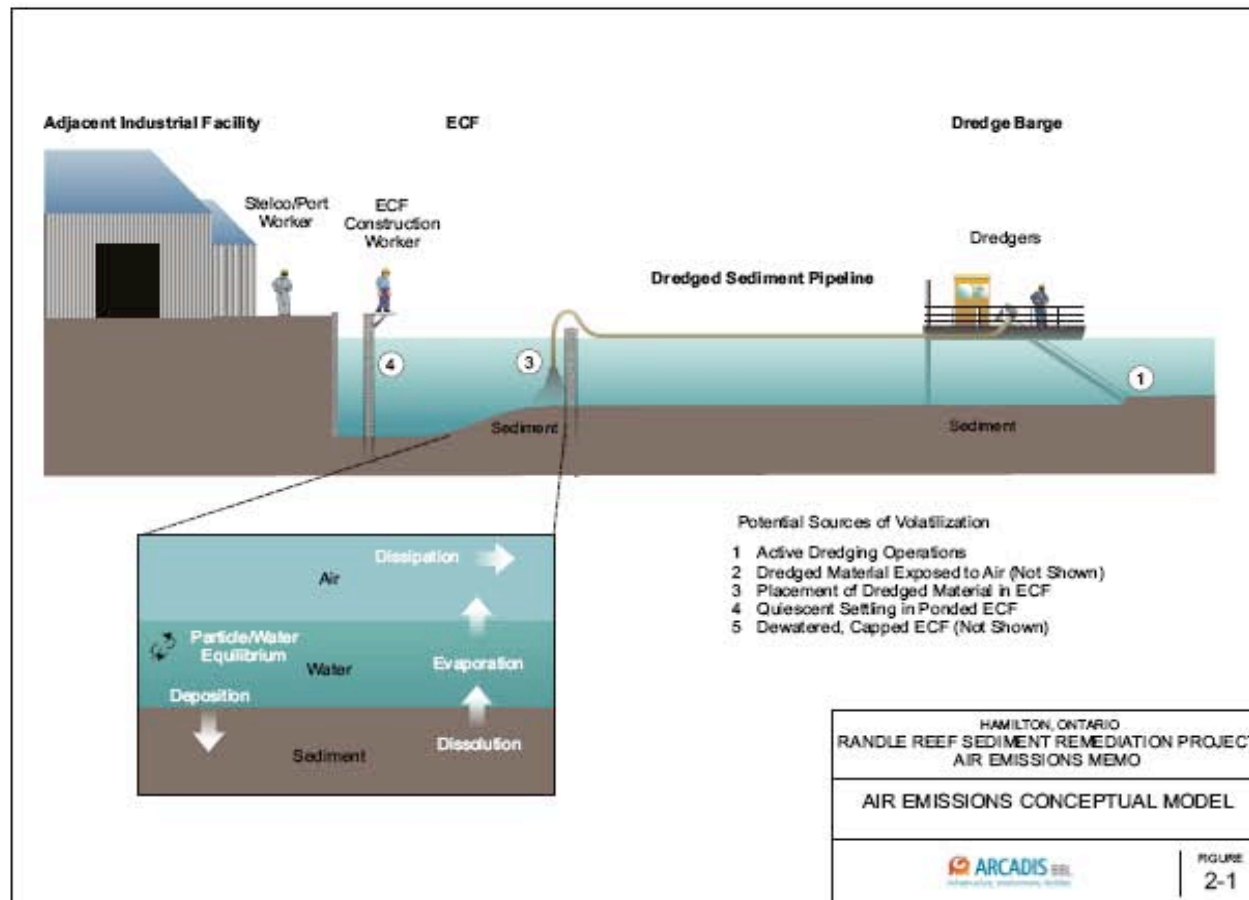 Adjacent Industrial Facility
ECF
Dredge Barge
Stelco/Port
Worker
ECF
Construction
Worker
Dredgers
Dredged Sediment Pipeline
4
3
1
Sediment
Sediment
Dissipation
Air
Particle/Water
Equilibrium
Water
Evaporation
Deposition
Sediment
Dissolution
Potential Sources of Volatilization
1 Active Dredging Operations
2 Dredged Material Exposed to Air (Not Shown)
3 Placement of Dredged Material in ECF
4 Quiescent Settling in Ponded ECF
5 Dewatered, Capped ECF (Not Shown)
HAMILTON, ONTARIO
RANDLE REEF SEDIMENT REMEDIATION PROJECT
AIR EMISSIONS MEMO
AIR EMISSIONS CONCEPTUAL MODEL
ARCADIS BBL
Infrastructure, environment, facilities
FIGURE
2-1